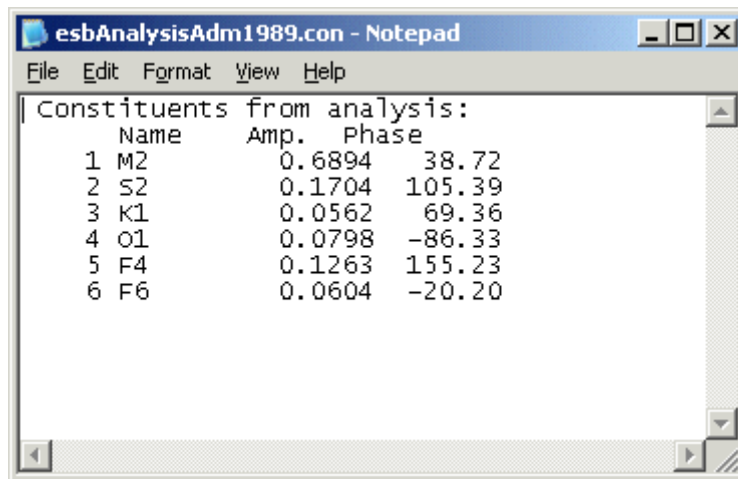 esbAnalysisAdm1989.con - Notepad
File Edit Format View Help
Constituents from analysis:
Name Amp. Phase
1 M2 0.6894 38.72
2 S2 0.1704 105.39
3 K1 0.0562 69.36
4 O1 0.0798 -86.33
5 F4 0.1263 155.23
6 F6 0.0604 -20.20